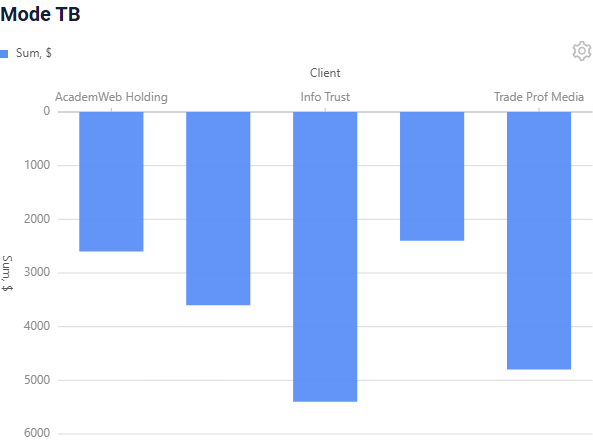 Mode TB
Sum, $
Client
AcademWeb Holding Info Trust Trade Prof Media
0
1000
2000
3000
4000
5000
6000
Sum, $